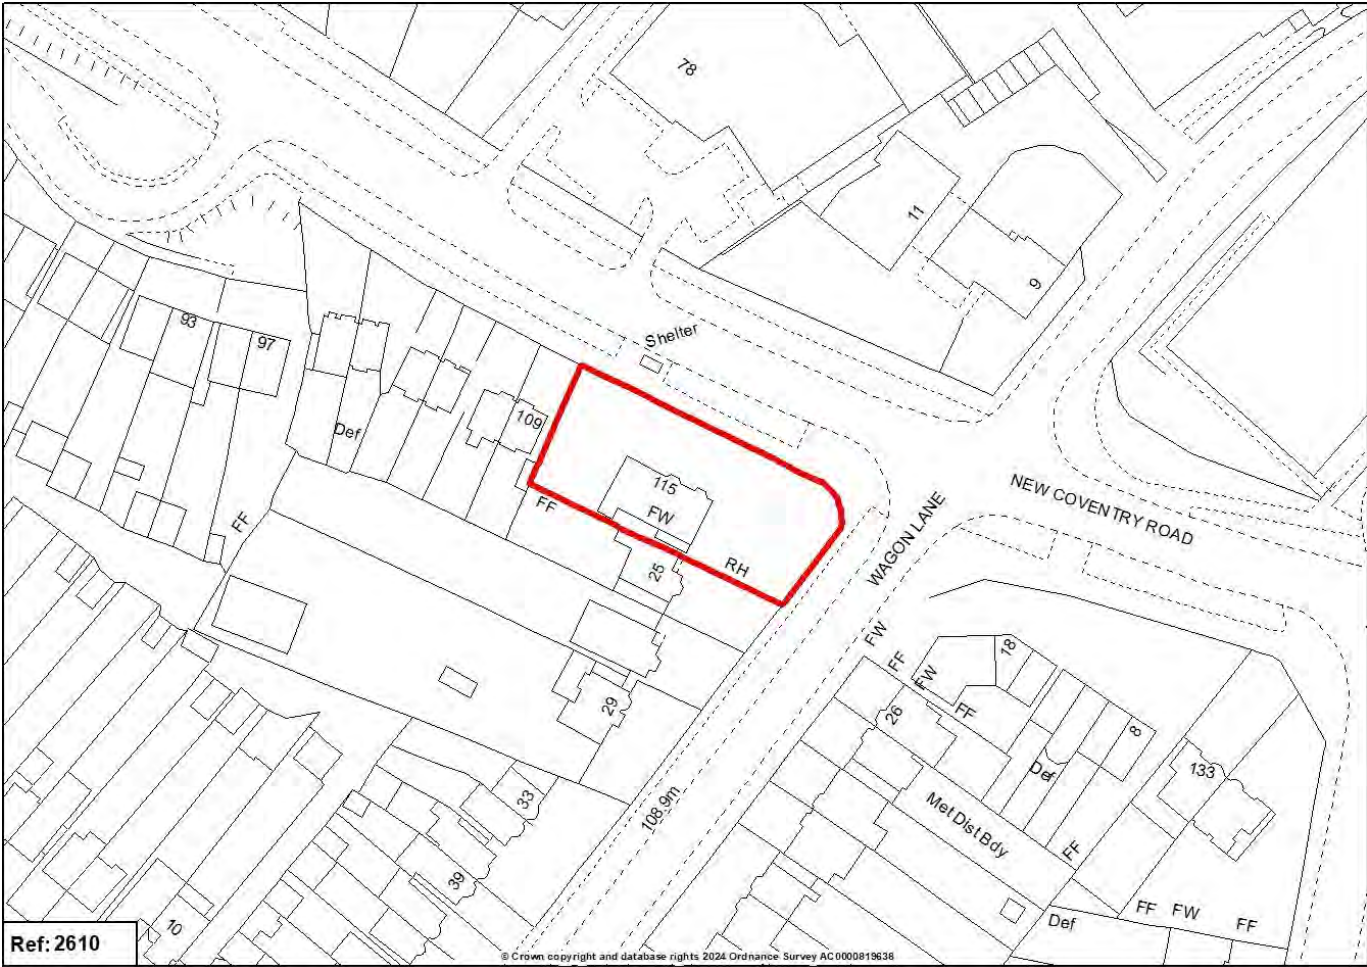 78
11
9
93
97
Shelter
109
Def
115
FW
FF
FF
RH
25
NEW COVENTRY ROAD
WAGON LANE
FW
FF
FW
18
FF
26
8
29
Def
133
Met Dist Bdy
FF
33
108.9m
39
10
FF
FW
FF
Def
Ref: 2610
© Crown copyright and database rights 2024 Ordnance Survey AC0000819636